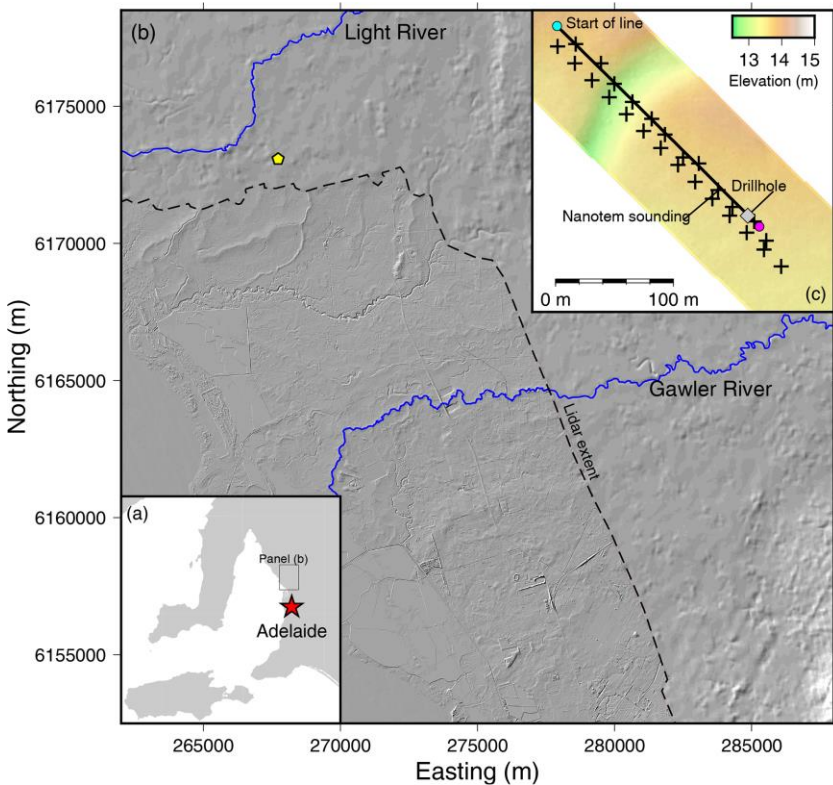 (b)
Light River
Start of line
13 14 15
Elevation (m)
Drillhole
Nanotem sounding
0 m 100 m
(c)
6175000
6170000
6165000
6160000
6155000
Northing (m)
Gawler River
Lidar extent
(a)
Panel (b)
Adelaide
265000 270000 275000 280000 285000
Easting (m)